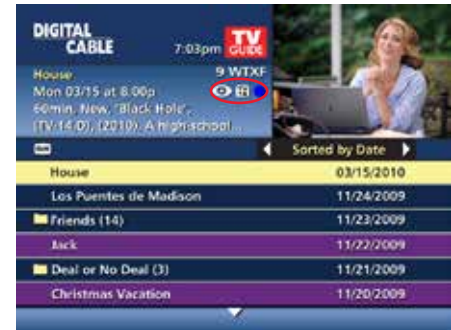 DIGITAL
CABLE
7:03pm
TV
GUIDE
House
9 WTXF
Mon 03/15 at 8:00p
60min, New, "Black Hole",
(TV-14 D), (2010), A high school...
Sorted by Date
House 03/15/2010
Los Puentes de Madison 11/24/2009
Friends (14) 11/23/2009
Jack 11/22/2009
Deal or No Deal (3) 11/21/2009
Christmas Vacation 11/20/2009